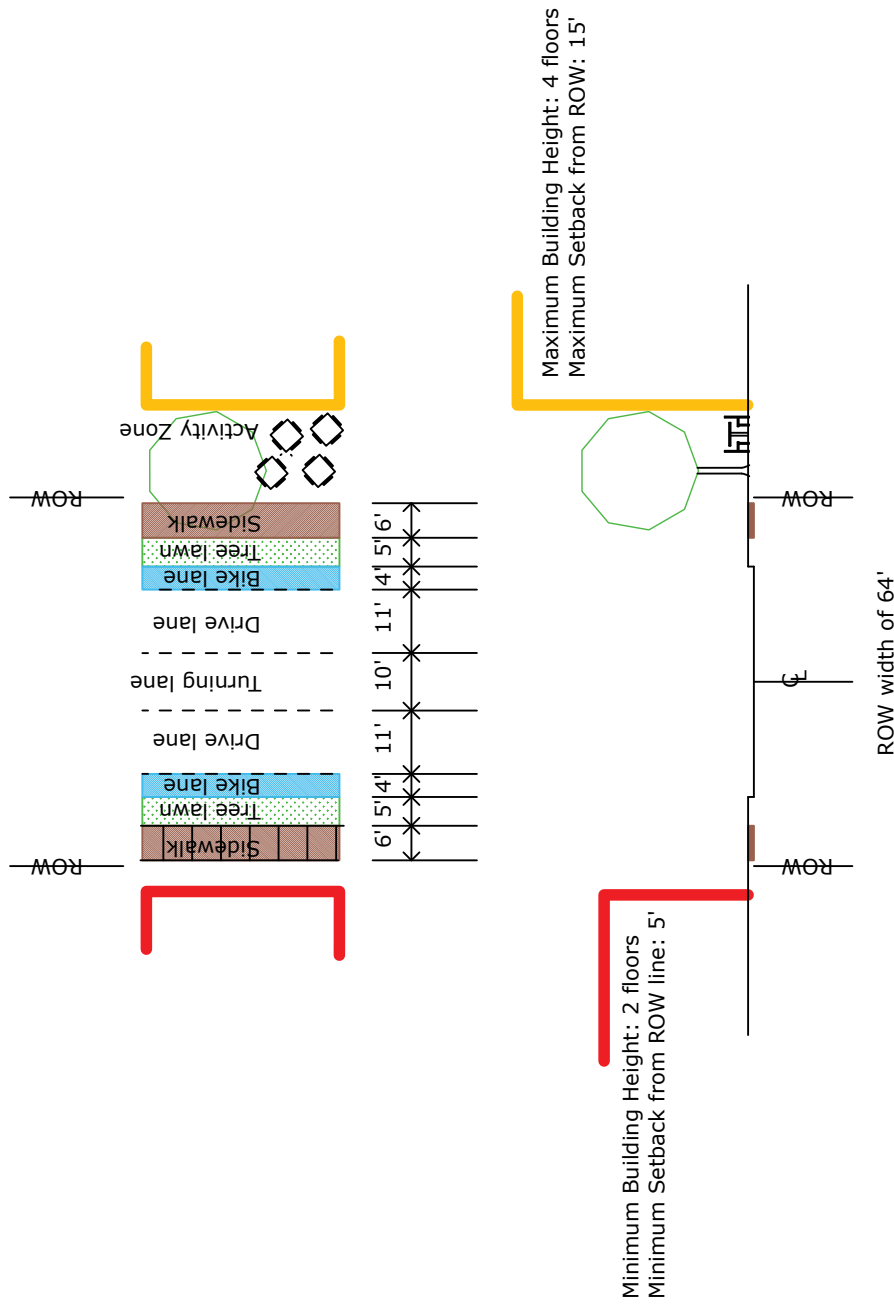 ROW
ROW
Sidewalk
Tree lawn
Bike lane
Drive lane
Turning lane
Drive lane
Bike lane
Tree lawn
Sidewalk
Activity Zone
6'
5'
4'
11'
10'
11'
4'
5'
6'
Minimum Building Height: 2 floors
Minimum Setback from ROW line: 5'
Maximum Building Height: 4 floors
Maximum Setback from ROW: 15'
ROW
CL
ROW
ROW width of 64'